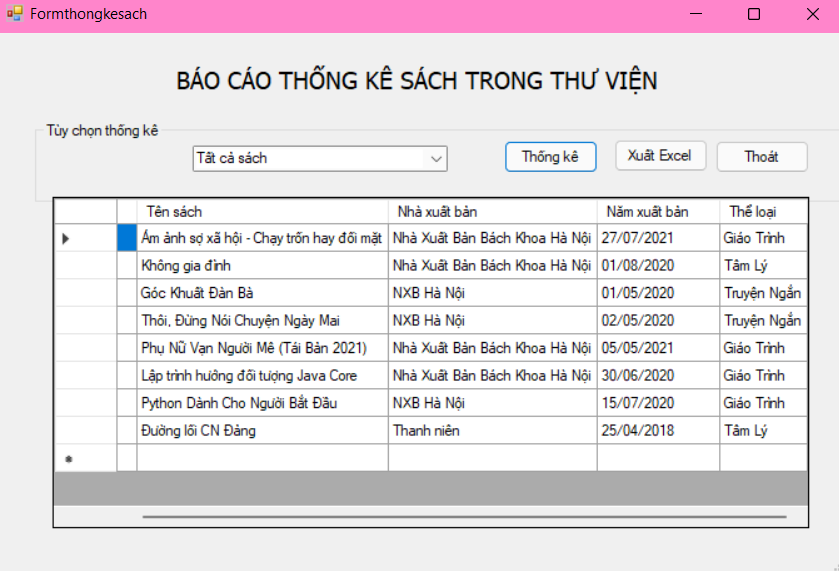 Formthongkesach
BÁO CÁO THỐNG KÊ SÁCH TRONG THƯ VIỆN
Tùy chọn thống kê
Tất cả sách Thống kê Xuất Excel Thoát
Tên sách Nhà xuất bản Năm xuất bản Thể loại
Ám ảnh sợ xã hội - Chạy trốn hay đối mặt Nhà Xuất Bản Bách Khoa Hà Nội 27/07/2021 Giáo Trình
Không gia đình Nhà Xuất Bản Bách Khoa Hà Nội 01/08/2020 Tâm Lý
Góc Khuất Đàn Bà NXB Hà Nội 01/05/2020 Truyện Ngắn
Thôi, Đừng Nói Chuyện Ngày Mai NXB Hà Nội 02/05/2020 Truyện Ngắn
Phụ Nữ Vạn Người Mê (Tái Bản 2021) Nhà Xuất Bản Bách Khoa Hà Nội 05/05/2021 Giáo Trình
Lập trình hướng đối tượng Java Core Nhà Xuất Bản Bách Khoa Hà Nội 30/06/2020 Giáo Trình
Python Dành Cho Người Bắt Đầu NXB Hà Nội 15/07/2020 Giáo Trình
Đường lối CN Đảng Thanh niên 25/04/2018 Tâm Lý